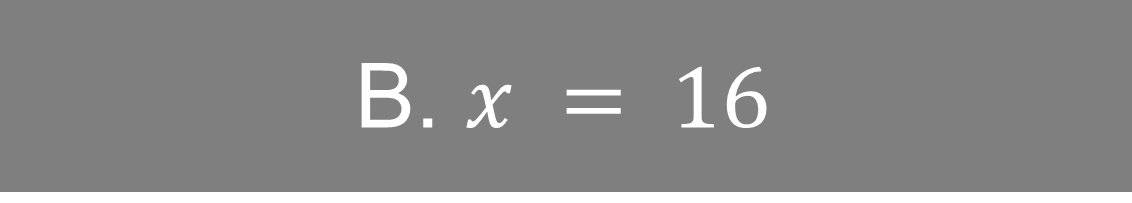 B. x = 16